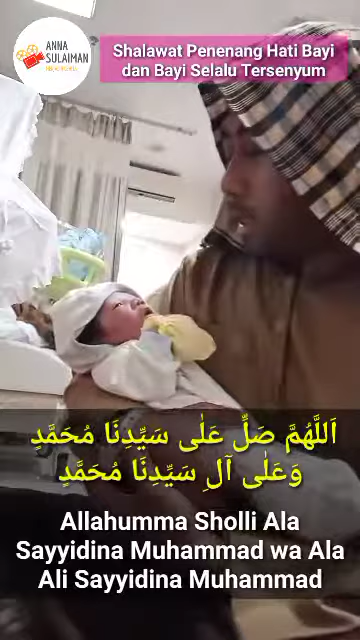 ANNA
SULAIMAN
Shalawat Penenang Hati Bayi
dan Bayi Selalu Tersenyum
اَللَّهُمَّ صَلِّ عَلٰى سَيِّدِنَا مُحَمَّدٍ
وَعَلٰى آلِ سَيِّدِنَا مُحَمَّدٍ
Allahumma Sholli Ala
Sayyidina Muhammad wa Ala
Ali Sayyidina Muhammad